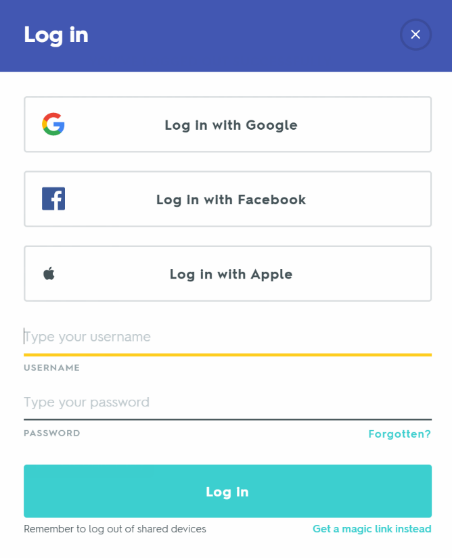 Log in
Log in with Google
Log in with Facebook
Log in with Apple
Type your username
USERNAME
Type your password
PASSWORD Forgotten?
Log in
Remember to log out of shared devices Get a magic link instead